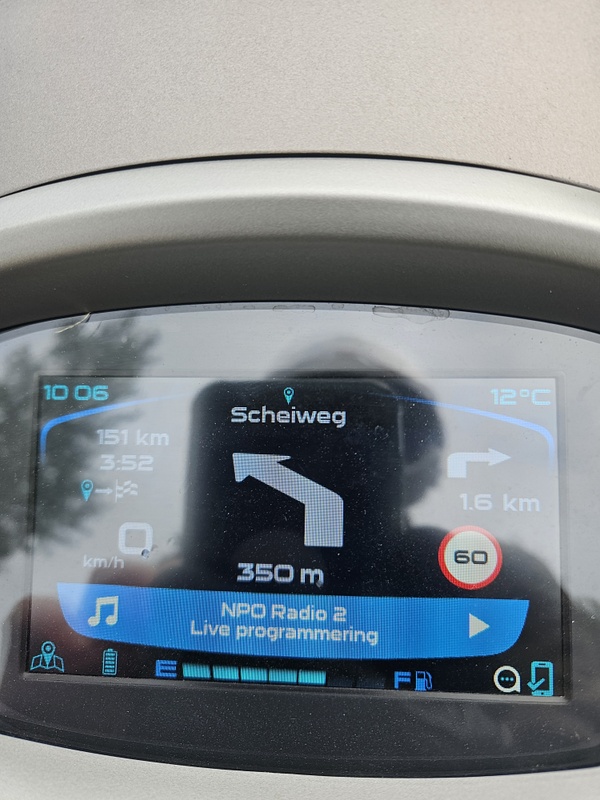 10 06
12°C
Scheiweg
151 km
3:52
1.6 km
0
km/h
60
350 m
NPO Radio 2
Live programmering
E
F